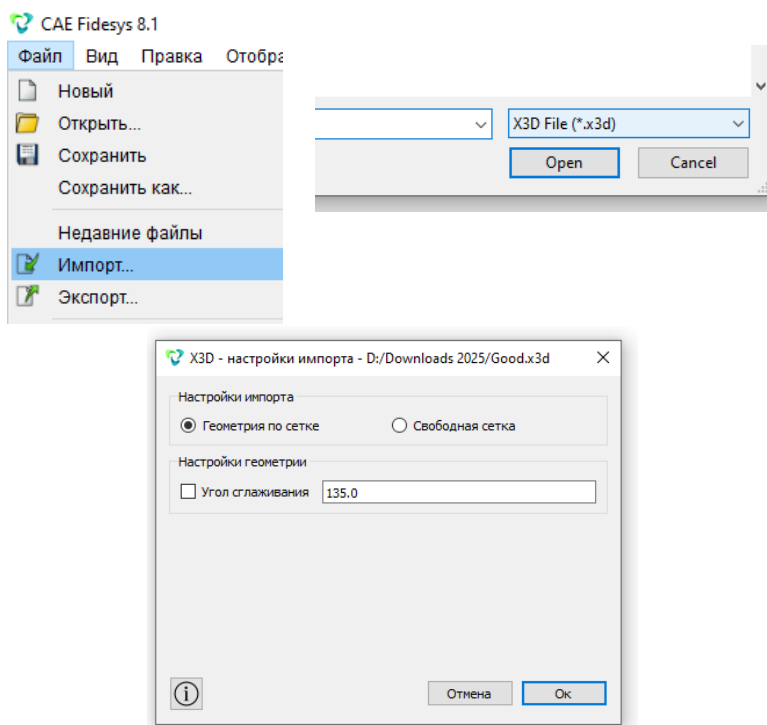 CAE Fidesys 8.1
Файл Вид Правка Отобра
Новый
Открыть...
Сохранить
Сохранить как...
Недавние файлы
Импорт...
Экспорт...
X3D File (*.x3d)
Open Cancel
X3D - настройки импорта - D:/Downloads 2025/Good.x3d
Настройки импорта
Геометрия по сетке Свободная сетка
Настройки геометрии
Угол сглаживания 135.0
Отмена Ок